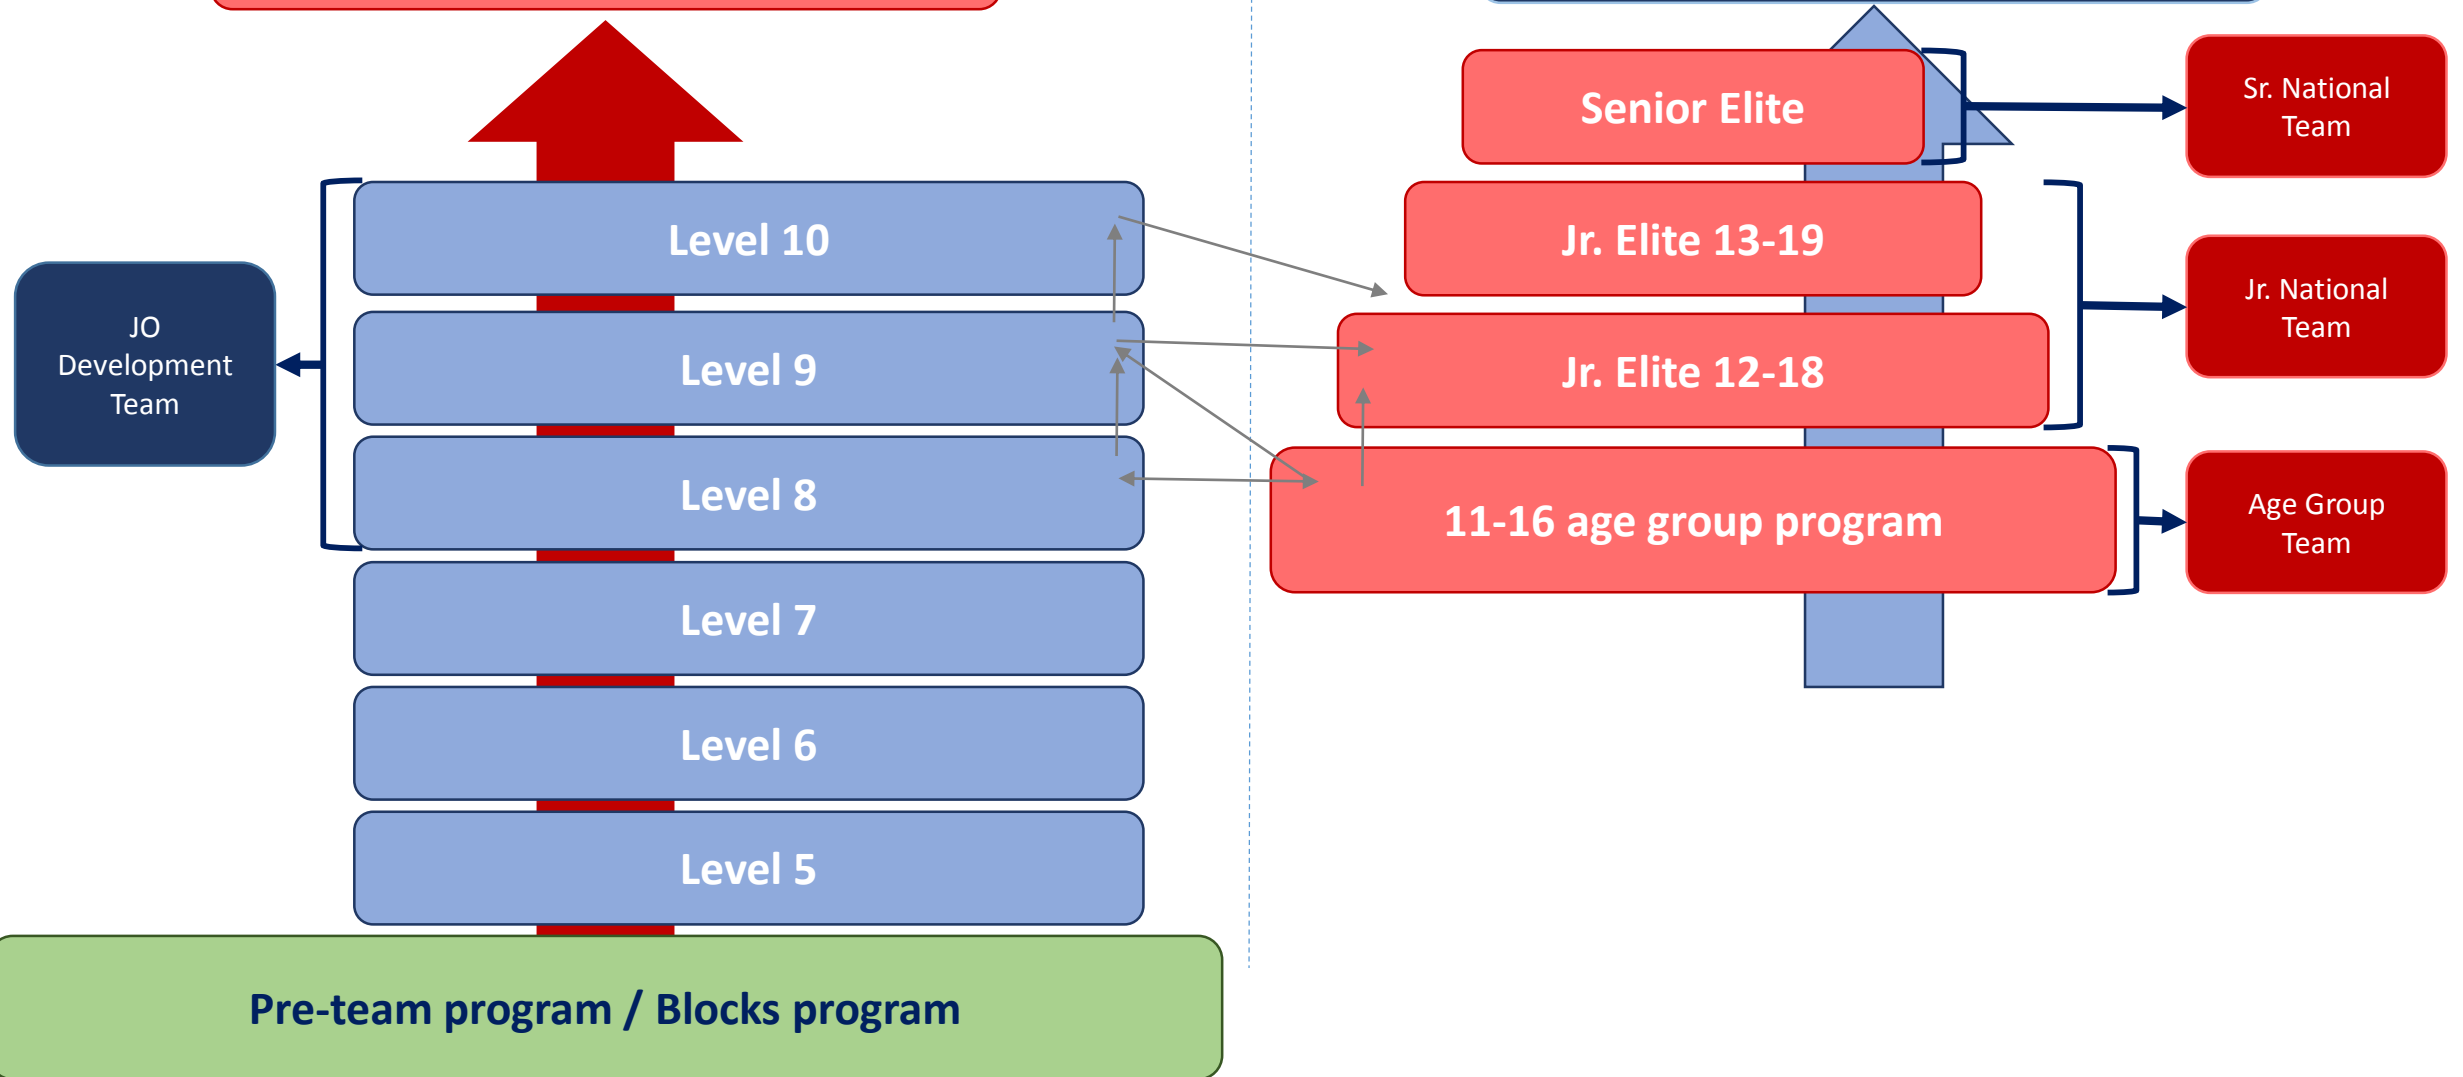 Senior Elite
Sr. National
Team
Level 10
Jr. Elite 13-19
Jr. National
Team
JO
Development
Team
Level 9
Jr. Elite 12-18
Level 8
11-16 age group program
Age Group
Team
Level 7
Level 6
Level 5
Pre-team program / Blocks program